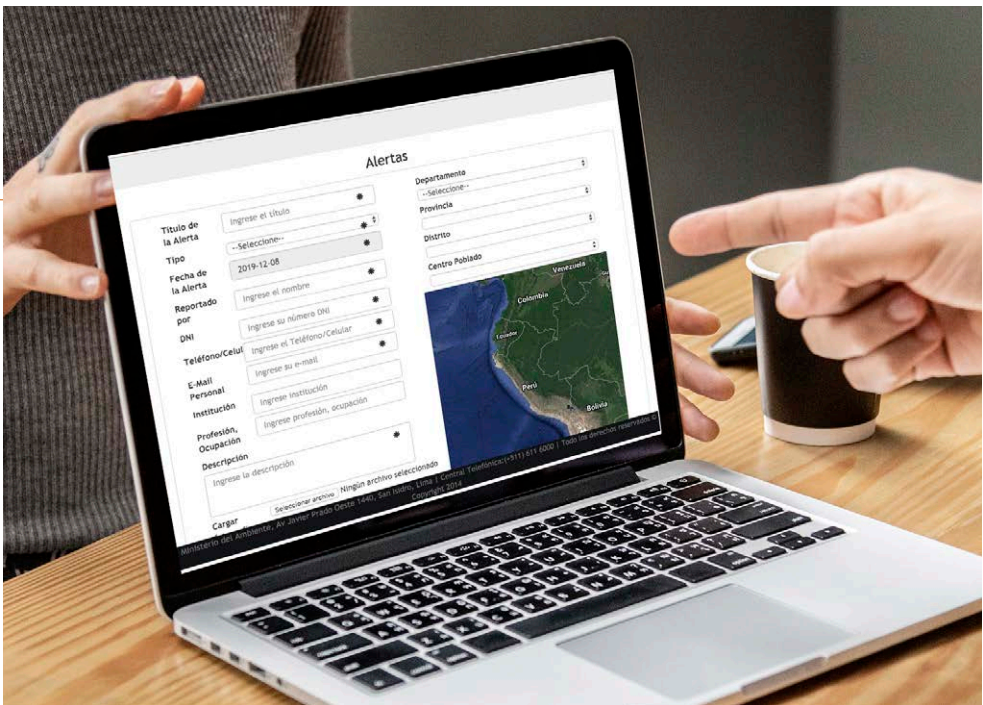 Alertas
Título de
la Alerta
Ingrese el título
Tipo
--Seleccione--
Fecha de
la Alerta
2019-12-08
Reportado
por
Ingrese el nombre
DNI
Ingrese su número DNI
Teléfono/Celul
Ingrese el Teléfono/Celular
E-Mail
Personal
Ingrese su e-mail
Institución
Ingrese institución
Profesión,
Ocupación
Ingrese profesión, ocupación
Descripción
Ingrese la descripción
Cargar
Seleccionar archivo Ningún archivo seleccionado
Departamento
--Seleccione--
Provincia
Distrito
Centro Poblado
Venezuela
Colombia
Ecuador
Perú
Bolivia
Ministerio del Ambiente, Av Javier Prado Oeste 1440, San Isidro, Lima | Central Telefónica:(+511) 611 6000 | Todo los derechos reservados ©
Copyright 2014